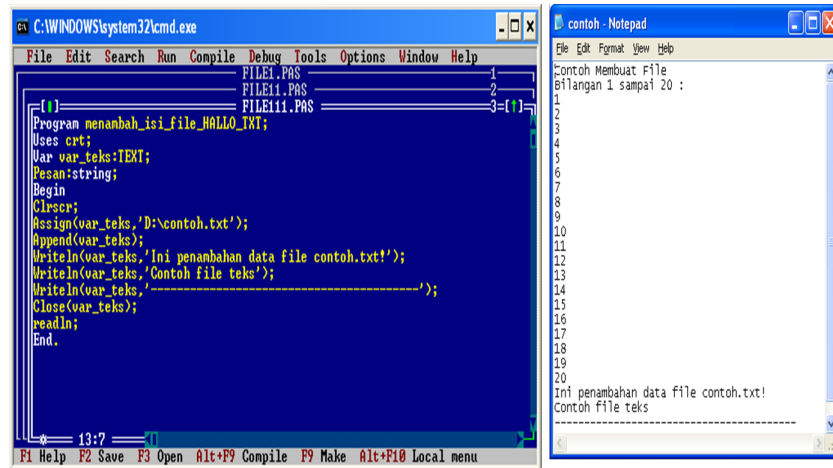 C:\WINDOWS\system32\cmd.exe
File Edit Search Run Compile Debug Tools Options Window Help
FILE1.PAS 1
FILE11.PAS 2
FILE111.PAS 3=[↑]
Program menambah_isi_file_HALLO_TXT;
Uses crt;
Var var_teks:TEXT;
Pesan:string;
Begin
Clrscr;
Assign(var_teks,'D:\contoh.txt');
Append(var_teks);
Writeln(var_teks,'Ini penambahan data file contoh.txt!');
Writeln(var_teks,'Contoh file teks');
Writeln(var_teks,'-----------------------------------------');
Close(var_teks);
readln;
End.
13:7
F1 Help F2 Save F3 Open Alt+F9 Compile F9 Make Alt+F10 Local menu
contoh - Notepad
File Edit Format View Help
Contoh Membuat File
Bilangan 1 sampai 20 :
1
2
3
4
5
6
7
8
9
10
11
12
13
14
15
16
17
18
19
20
Ini penambahan data file contoh.txt!
Contoh file teks
-----------------------------------------